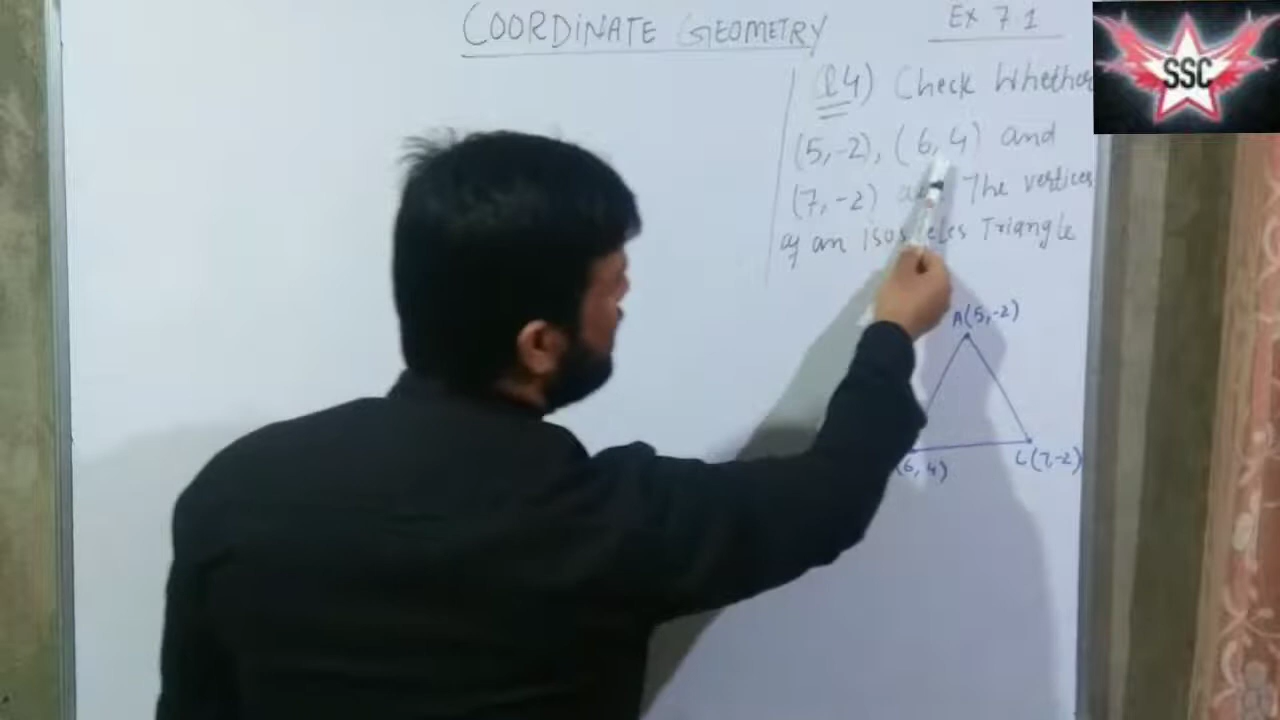 COORDINATE GEOMETRY
Ex 7.1
SSC
Q4) Check Whether
(5,-2), (6,4) and
(7,-2) The vertices
of an isosceles Triangle
A(5,-2)
(6,4)
C(7,-2)